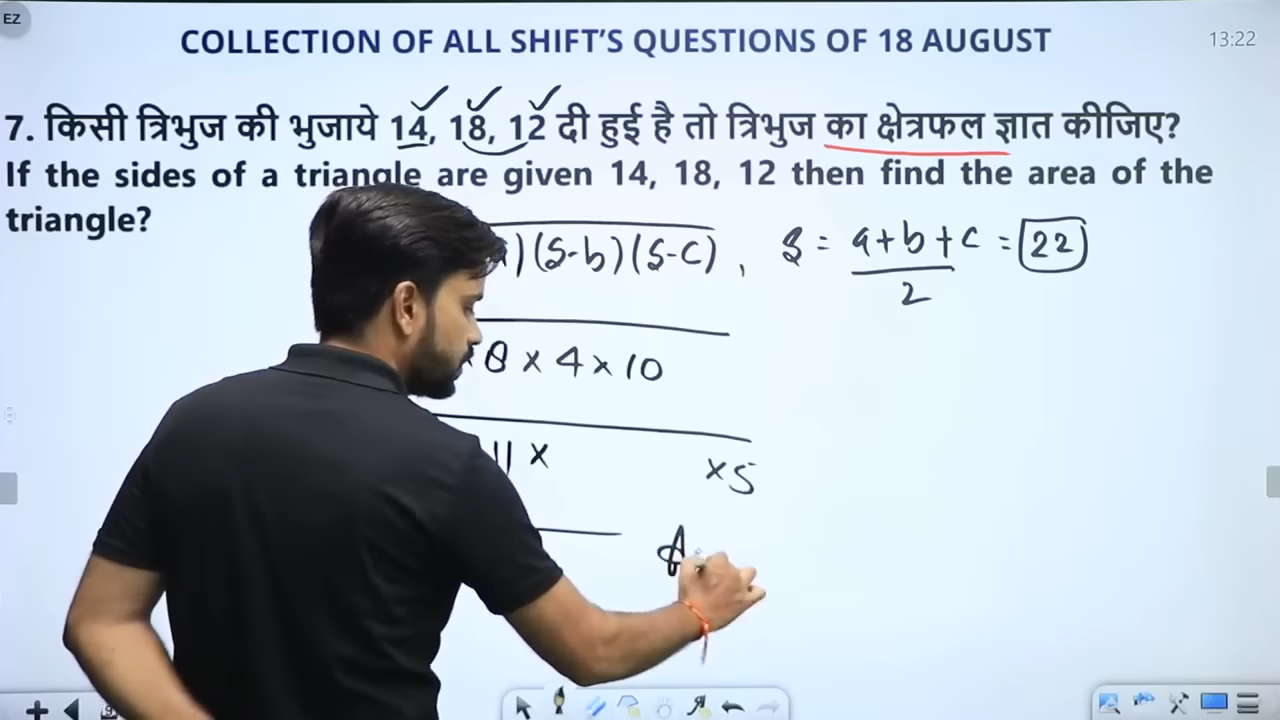 EZ
COLLECTION OF ALL SHIFT'S QUESTIONS OF 18 AUGUST
13:22
7. किसी त्रिभुज की भुजाये 14, 18, 12 दी हुई है तो त्रिभुज का क्षेत्रफल ज्ञात कीजिए?
If the sides of a triangle are given 14, 18, 12 then find the area of the
triangle?
)(S-b)(S-c), S = a+b+c = 22
2
×8×4×10
11× ×5
A